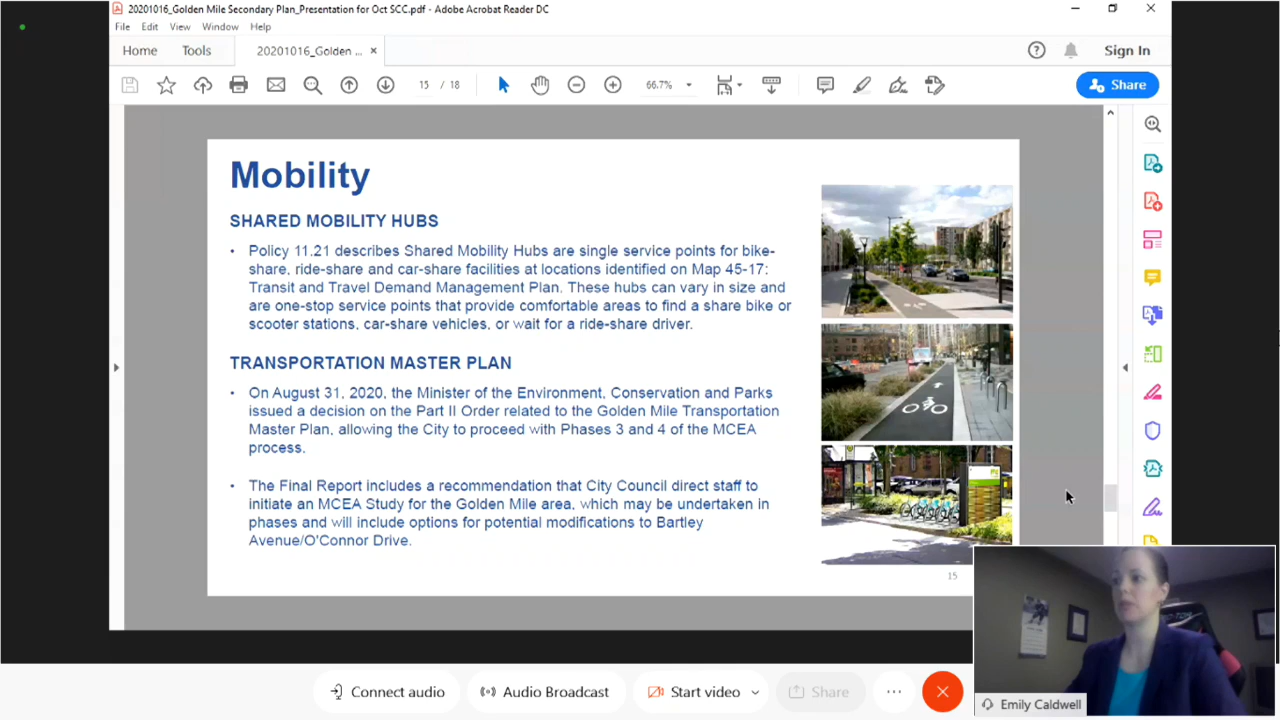 20201016_Golden Mile Secondary Plan_Presentation for Oct SCC.pdf - Adobe Acrobat Reader DC
File Edit View Window Help
Home Tools 20201016_Golden ... ×
Sign In
15 / 18 66.7%
Share
Mobility
SHARED MOBILITY HUBS
• Policy 11.21 describes Shared Mobility Hubs are single service points for bike-
share, ride-share and car-share facilities at locations identified on Map 45-17:
Transit and Travel Demand Management Plan. These hubs can vary in size and
are one-stop service points that provide comfortable areas to find a share bike or
scooter stations, car-share vehicles, or wait for a ride-share driver.
TRANSPORTATION MASTER PLAN
• On August 31, 2020, the Minister of the Environment, Conservation and Parks
issued a decision on the Part II Order related to the Golden Mile Transportation
Master Plan, allowing the City to proceed with Phases 3 and 4 of the MCEA
process.
• The Final Report includes a recommendation that City Council direct staff to
initiate an MCEA Study for the Golden Mile area, which may be undertaken in
phases and will include options for potential modifications to Bartley
Avenue/O'Connor Drive.
15
Emily Caldwell
Connect audio Audio Broadcast Start video Share ...